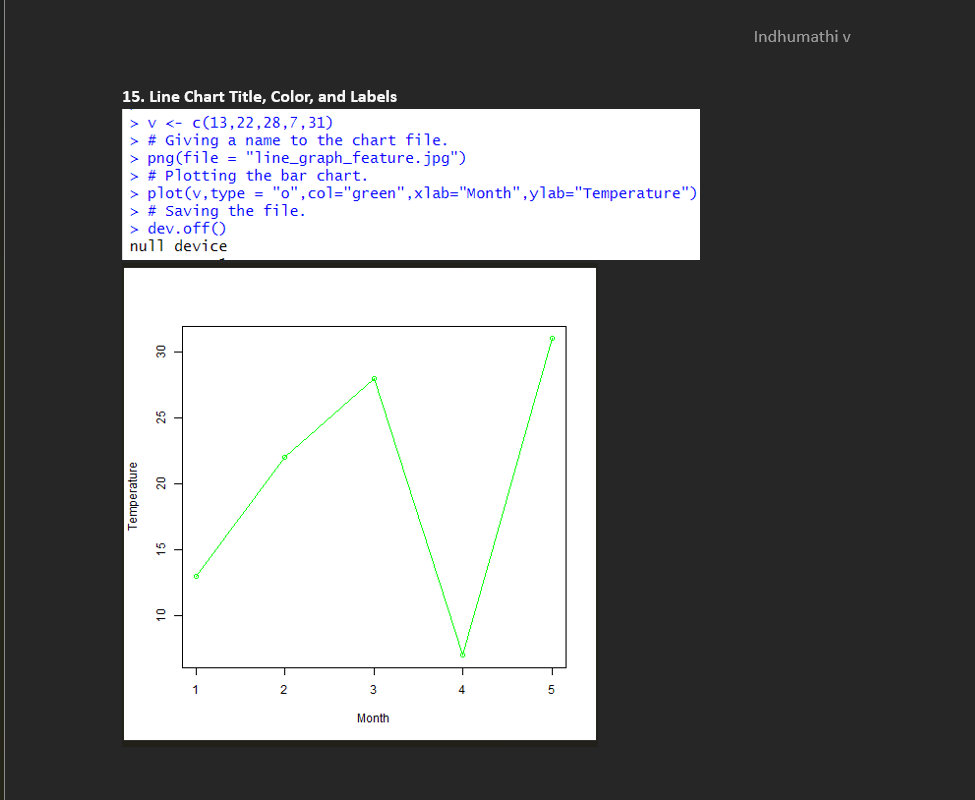 Indhumathi v
15. Line Chart Title, Color, and Labels
> v <- c(13,22,28,7,31)
> # Giving a name to the chart file.
> png(file = "line_graph_feature.jpg")
> # Plotting the bar chart.
> plot(v,type = "o",col="green",xlab="Month",ylab="Temperature")
> # Saving the file.
> dev.off()
null device
30
25
20
15
10
Temperature
1 2 3 4 5
Month